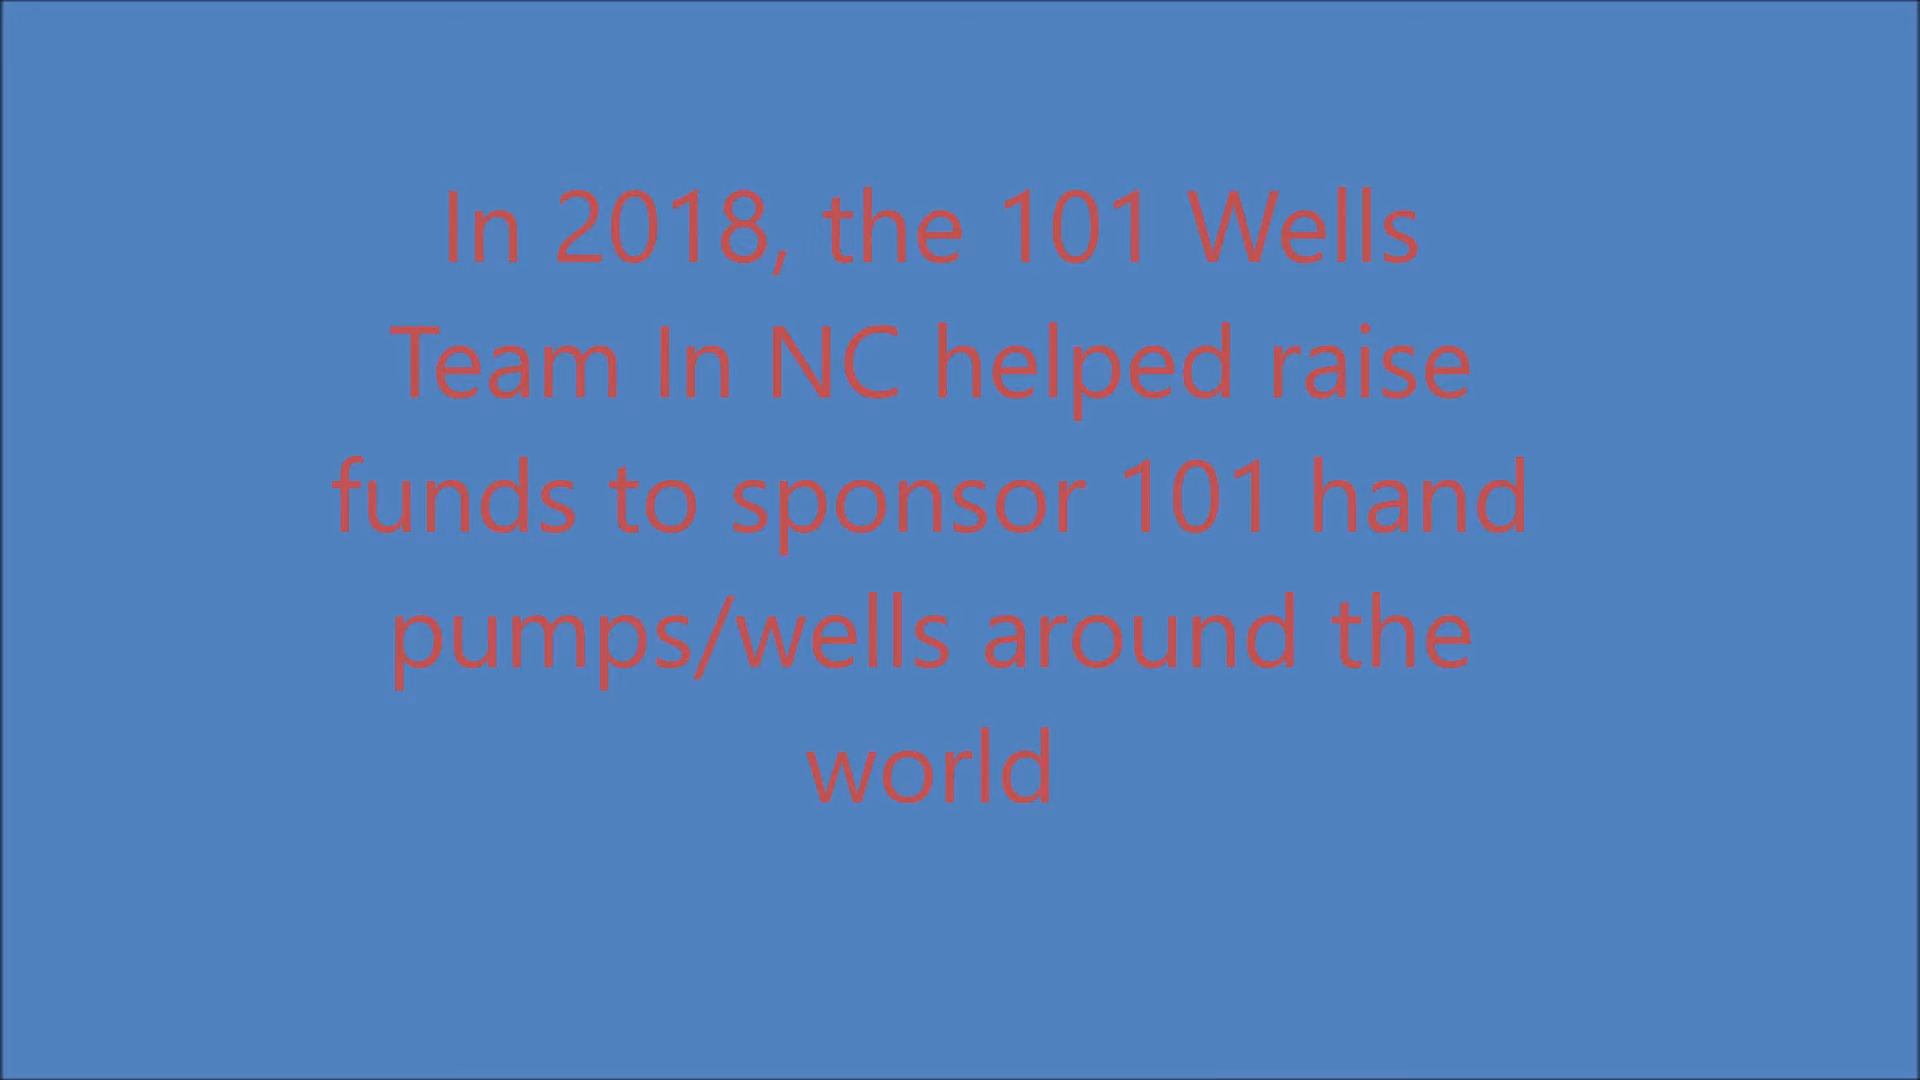 In 2018, the 101 Wells
Team In NC helped raise
funds to sponsor 101 hand
pumps/wells around the
world